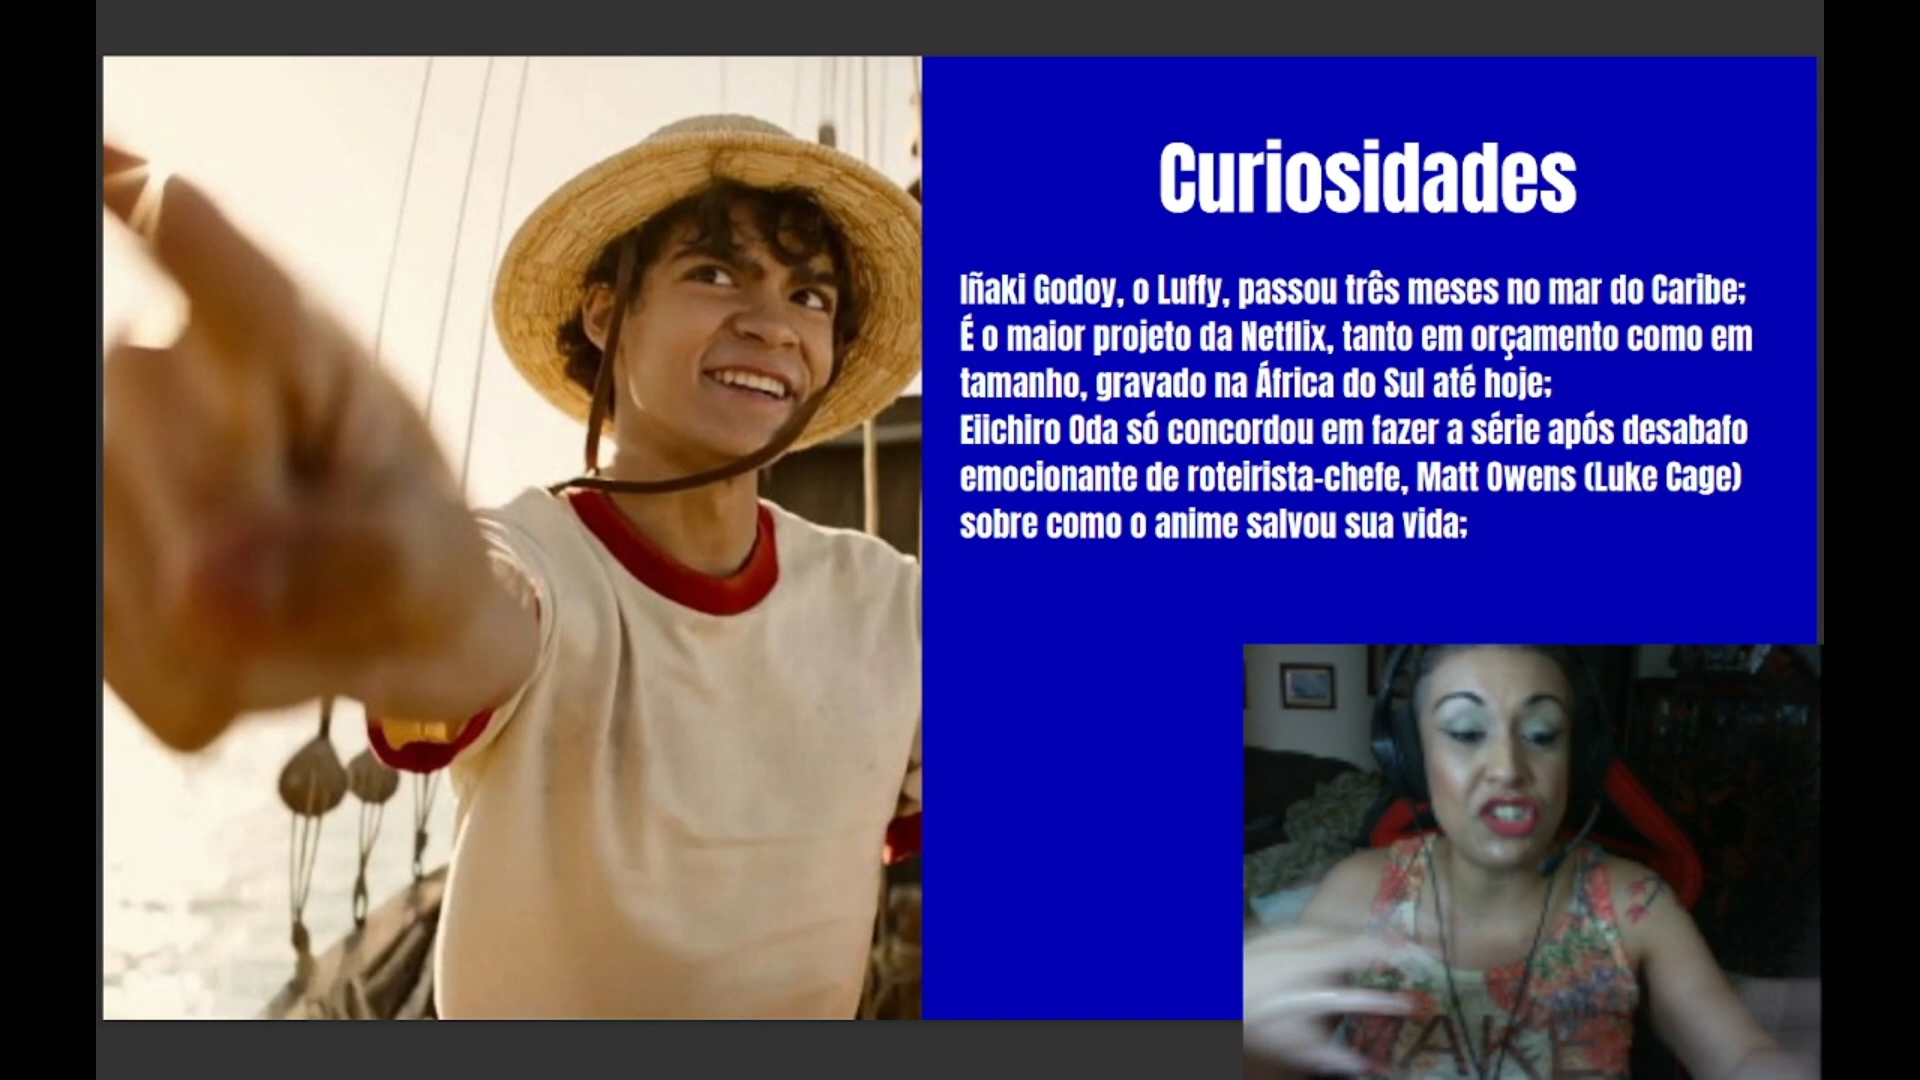 Curiosidades
Iñaki Godoy, o Luffy, passou três meses no mar do Caribe;
É o maior projeto da Netflix, tanto em orçamento como em
tamanho, gravado na África do Sul até hoje;
Eiichiro Oda só concordou em fazer a série após desabafo
emocionante de roteirista-chefe, Matt Owens (Luke Cage)
sobre como o anime salvou sua vida;